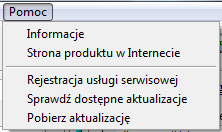 Pomoc
Informacje
Strona produktu w Internecie
Rejestracja usługi serwisowej
Sprawdź dostępne aktualizacje
Pobierz aktualizację